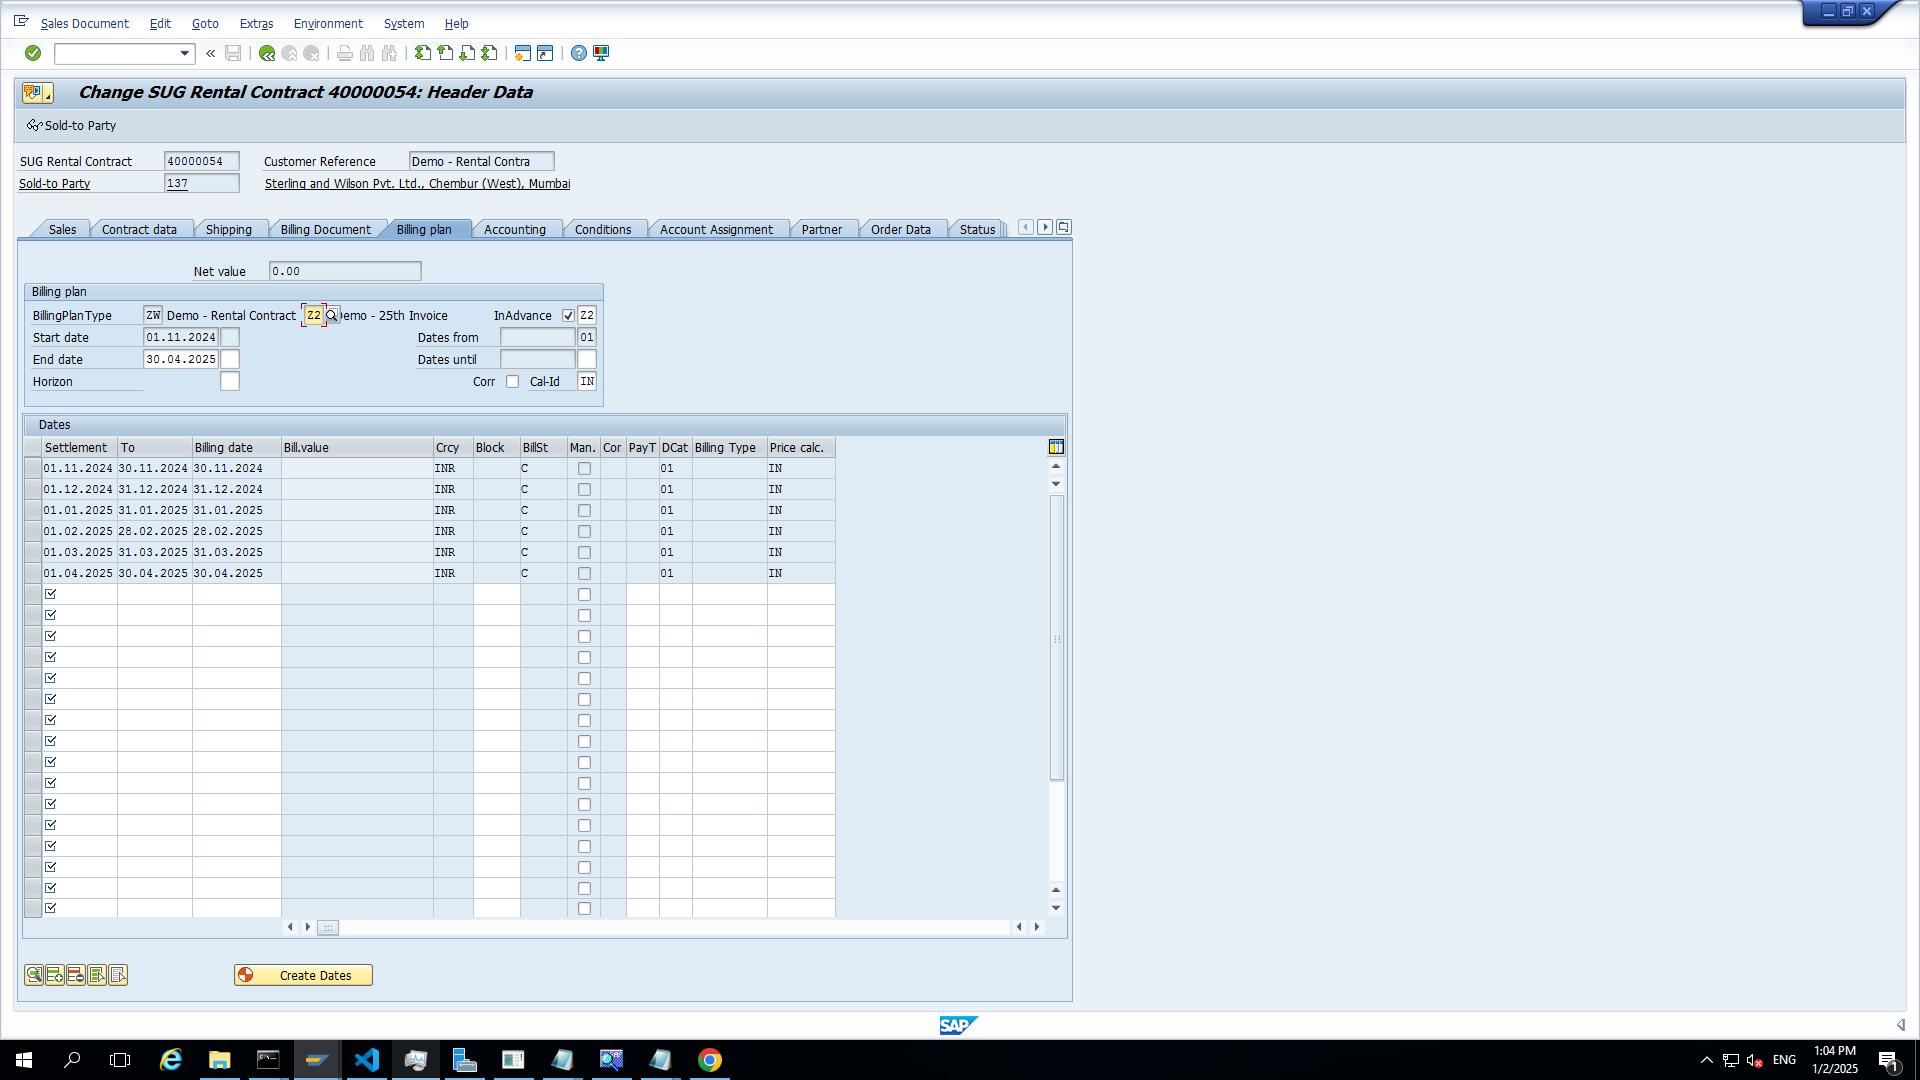 Sales Document Edit Goto Extras Environment System Help
Change SUG Rental Contract 40000054: Header Data
Sold-to Party
SUG Rental Contract 40000054 Customer Reference Demo - Rental Contra
Sold-to Party 137 Sterling and Wilson Pvt. Ltd., Chembur (West), Mumbai
Sales Contract data Shipping Billing Document Billing plan Accounting Conditions Account Assignment Partner Order Data Status
Net value 0.00
Billing plan
BillingPlanType ZW Demo - Rental Contract Z2 emo - 25th Invoice InAdvance Z2
Start date 01.11.2024 Dates from 01
End date 30.04.2025 Dates until
Horizon Corr Cal-Id IN
Dates
Settlement To Billing date Bill.value Crcy Block BillSt Man. Cor PayT DCat Billing Type Price calc.
01.11.2024 30.11.2024 30.11.2024 INR C 01 IN
01.12.2024 31.12.2024 31.12.2024 INR C 01 IN
01.01.2025 31.01.2025 31.01.2025 INR C 01 IN
01.02.2025 28.02.2025 28.02.2025 INR C 01 IN
01.03.2025 31.03.2025 31.03.2025 INR C 01 IN
01.04.2025 30.04.2025 30.04.2025 INR C 01 IN
Create Dates
SAP
ENG 1:04 PM
1/2/2025 1